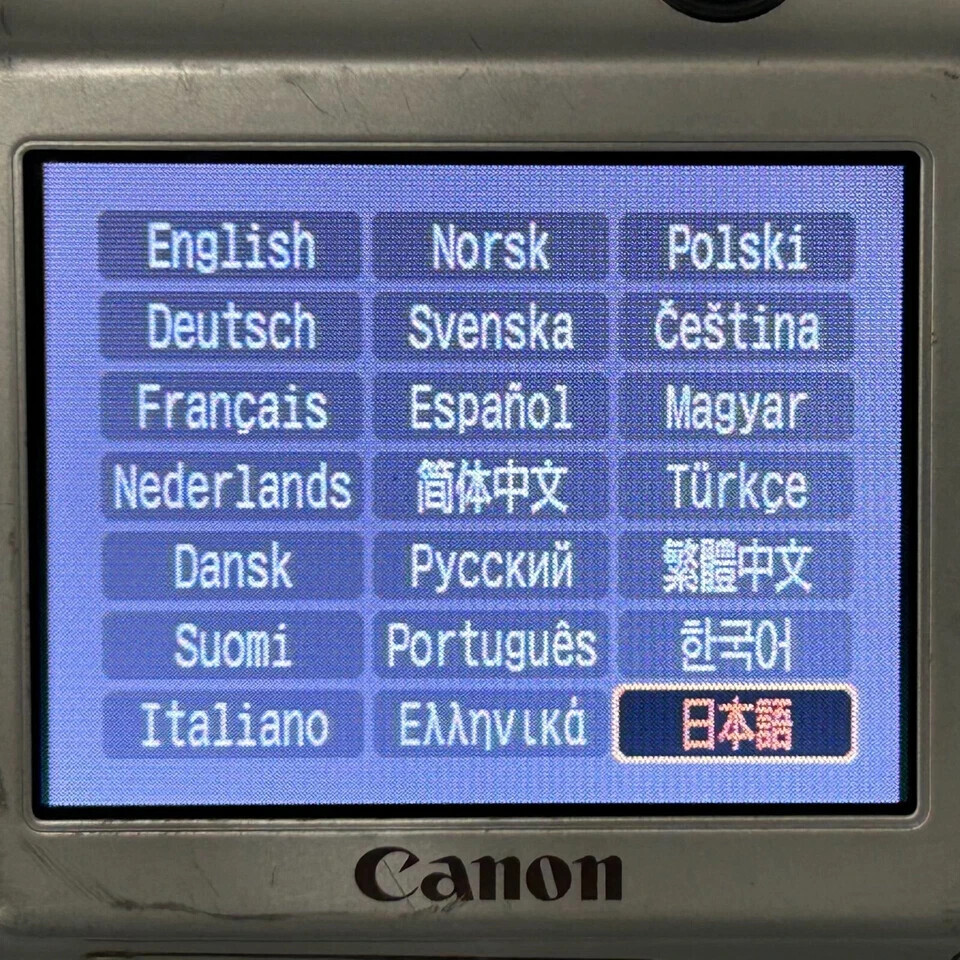 English Norsk Polski
Deutsch Svenska Čeština
Français Español Magyar
Nederlands 简体中文 Türkçe
Dansk Русский 繁體中文
Suomi Português 한국어
Italiano Ελληνικά 日本語
Canon